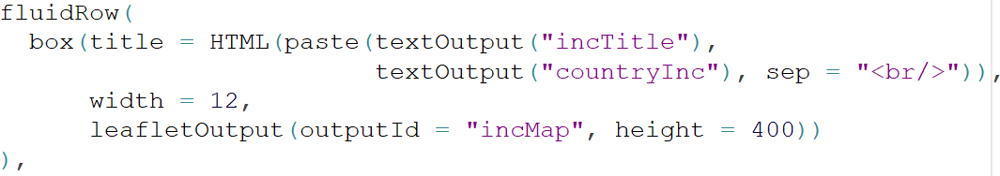 fluidRow(
  box(title = HTML(paste(textOutput("incTitle"),
                         textOutput("countryInc"), sep = "<br/>")),
      width = 12,
      leafletOutput(outputId = "incMap", height = 400))
),